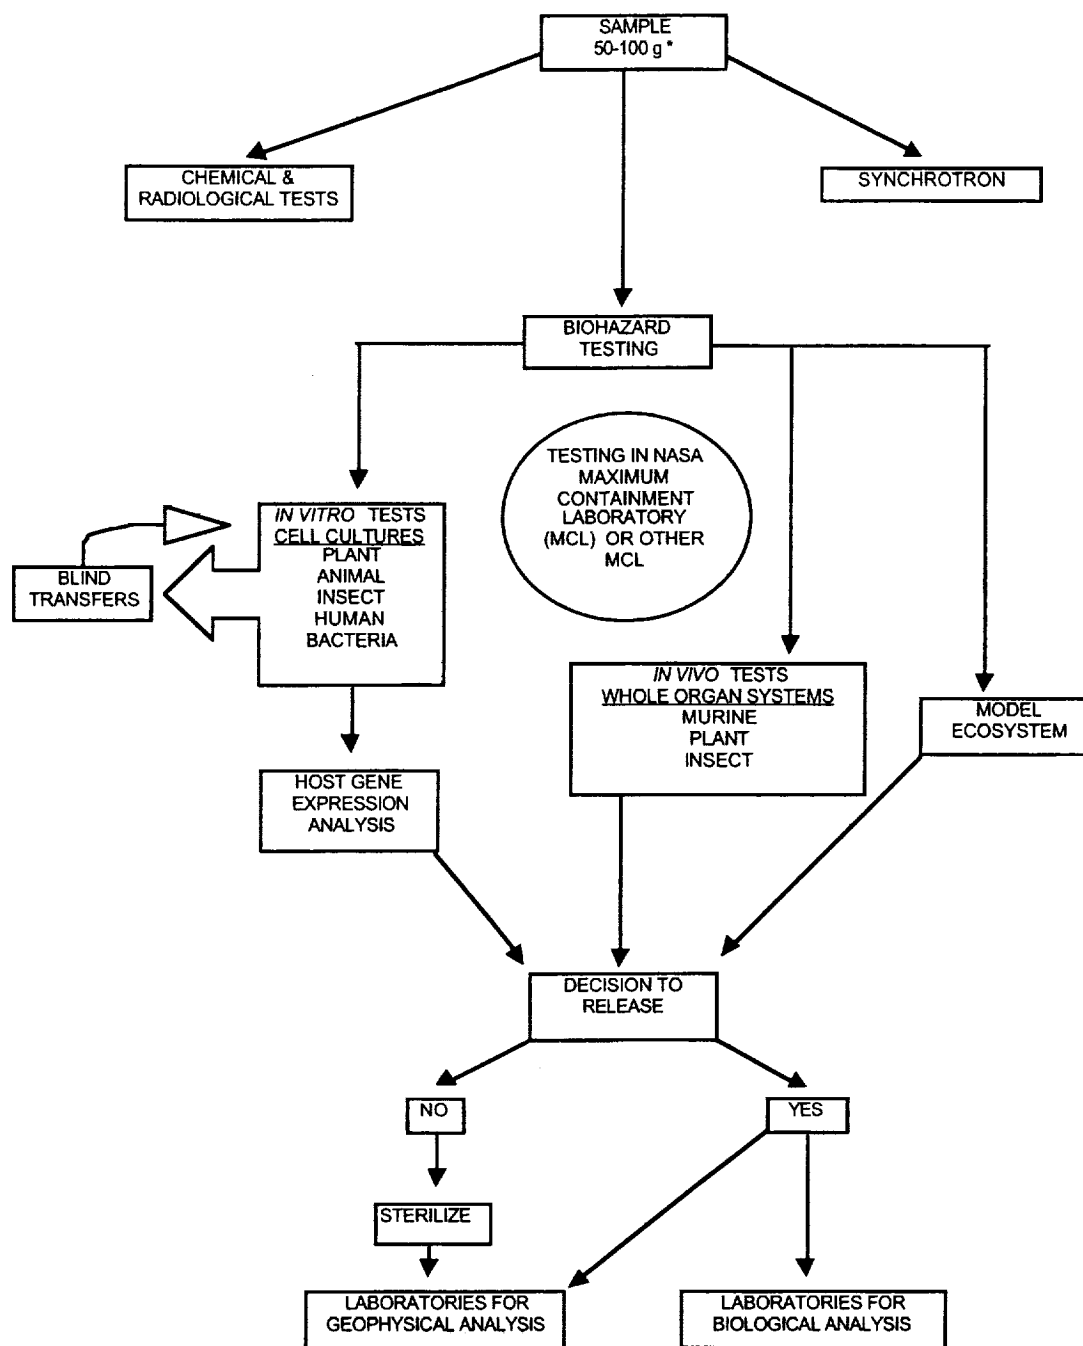 SAMPLE
50-100 g *
CHEMICAL &
RADIOLOGICAL TESTS
SYNCHROTRON
BIOHAZARD
TESTING
TESTING IN NASA
MAXIMUM
CONTAINMENT
LABORATORY
(MCL) OR OTHER
MCL
IN VITRO TESTS
CELL CULTURES
PLANT
ANIMAL
INSECT
HUMAN
BACTERIA
BLIND
TRANSFERS
IN VIVO TESTS
WHOLE ORGAN SYSTEMS
MURINE
PLANT
INSECT
MODEL
ECOSYSTEM
HOST GENE
EXPRESSION
ANALYSIS
DECISION TO
RELEASE
NO
YES
STERILIZE
LABORATORIES FOR
GEOPHYSICAL ANALYSIS
LABORATORIES FOR
BIOLOGICAL ANALYSIS